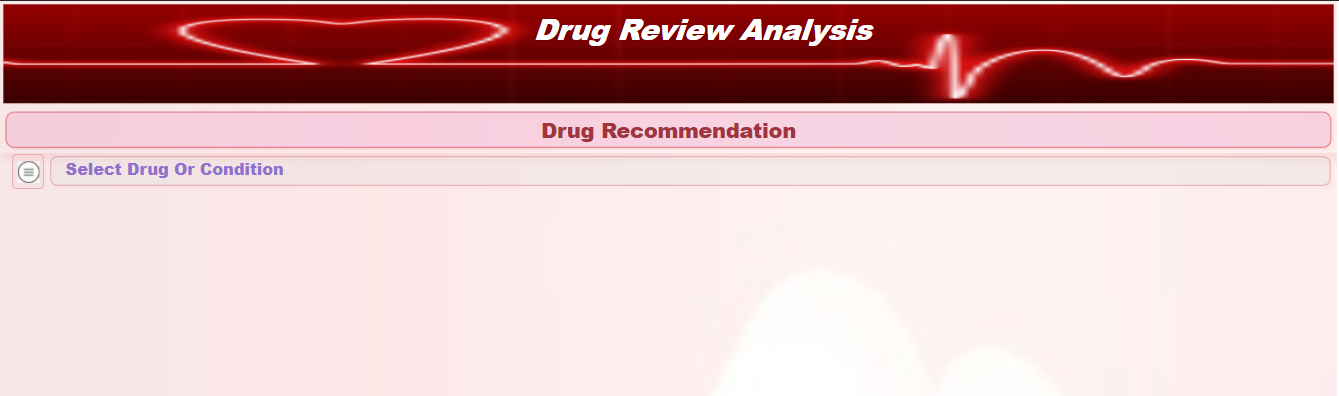 Drug Review Analysis
Drug Recommendation
Select Drug Or Condition